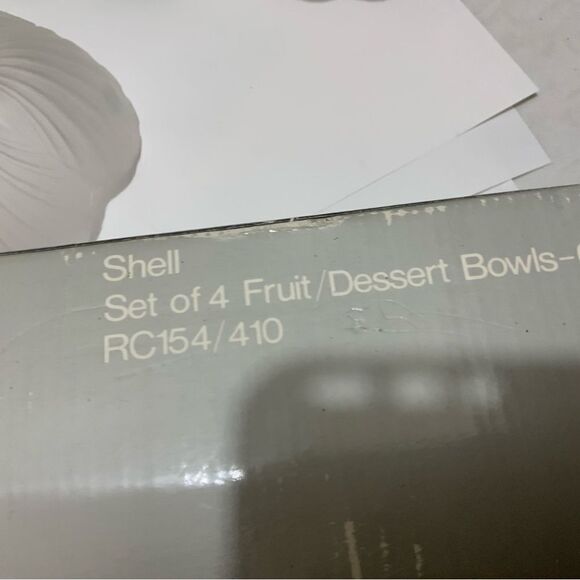 Shell
Set of 4 Fruit/Dessert Bowls-
RC154/410